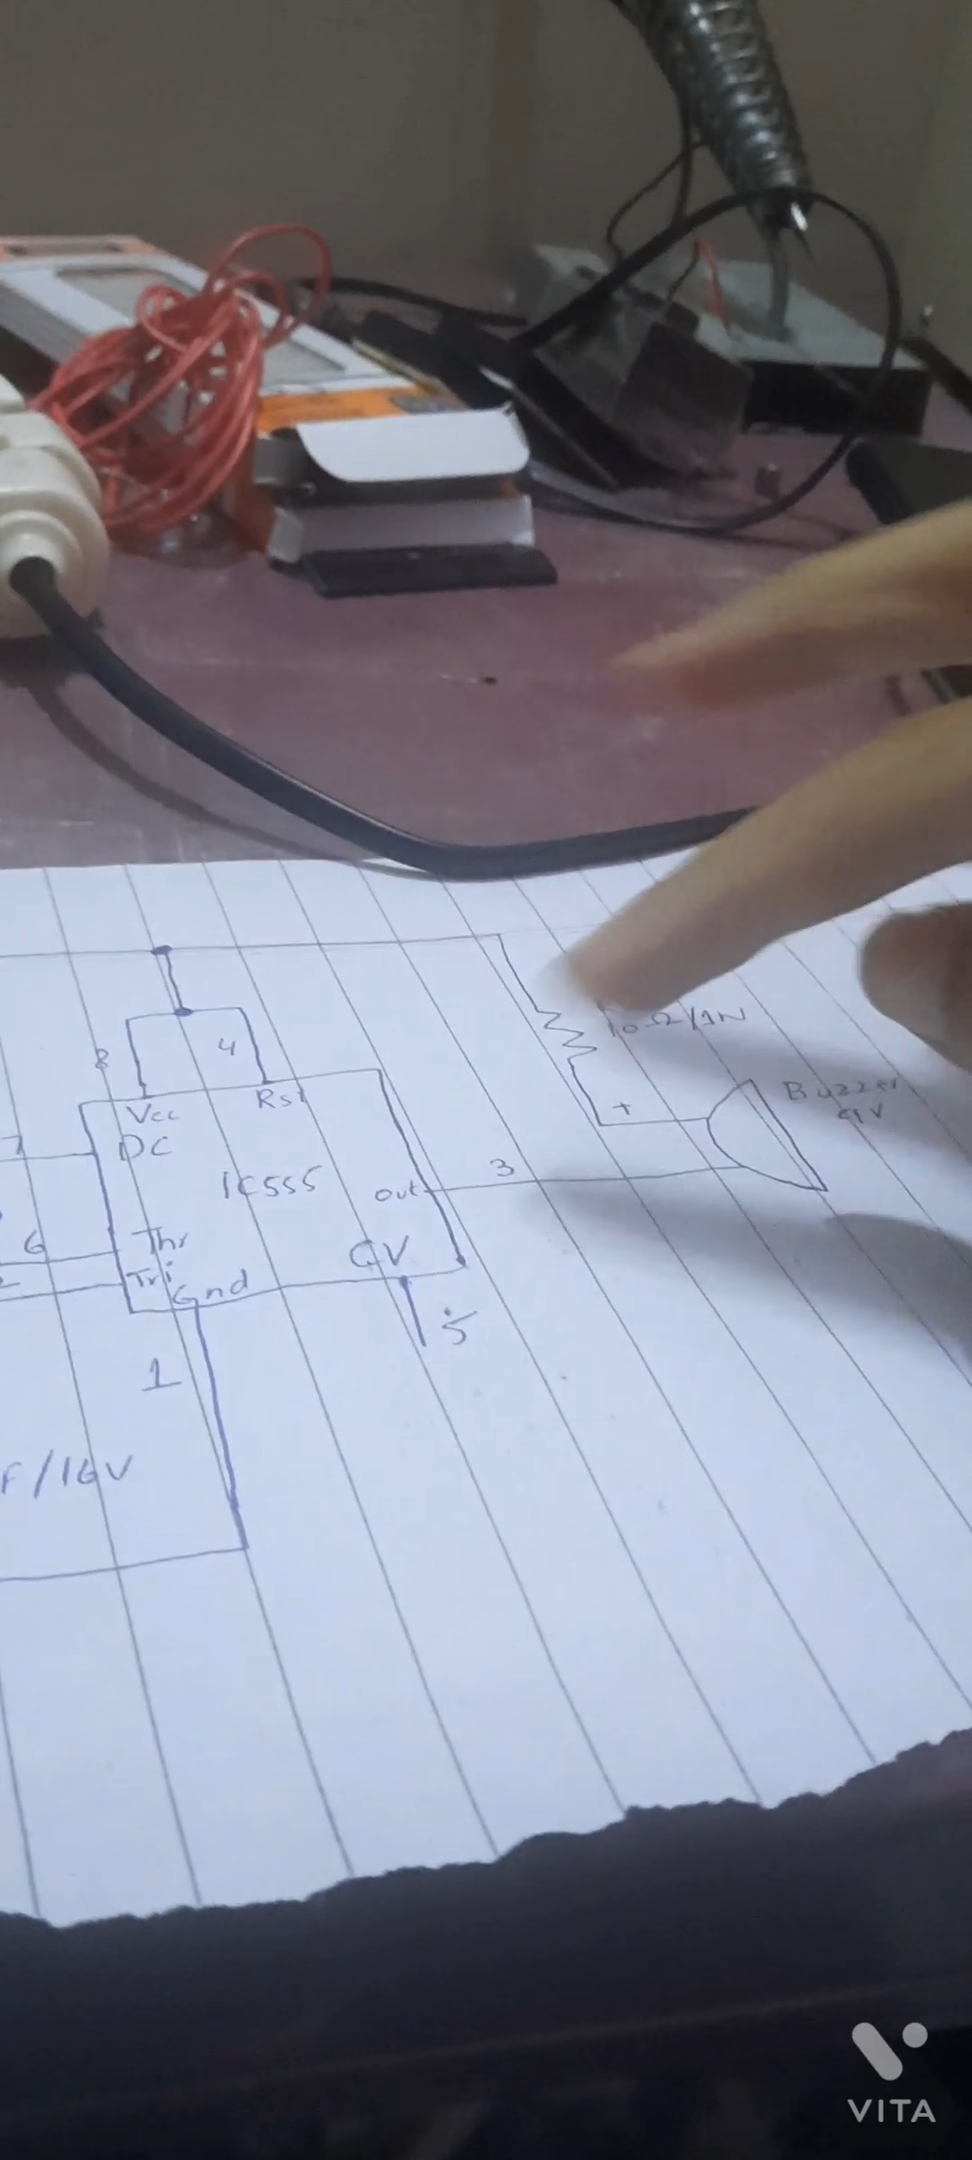 10Ω/1W
8
4
Buzzer
9V
Vcc
Rst
7
DC
IC555
3
out
6
Thr
CV
Tri
Gnd
5
1
F/16V
VITA